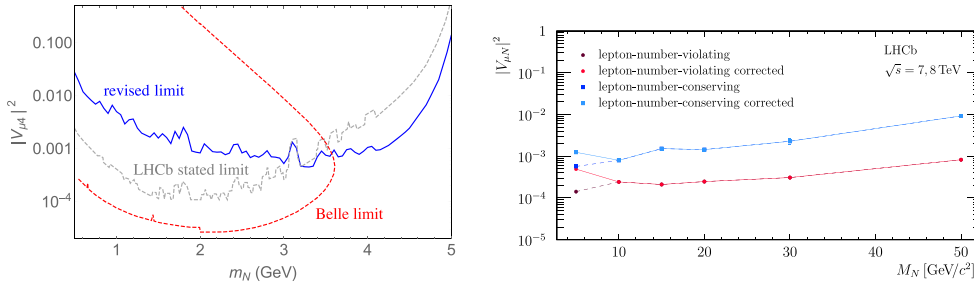 0.100
0.010
0.001
10⁻⁴
|V_μ4|²
revised limit
LHCb stated limit
Belle limit
1 2 3 4 5
m_N (GeV)
|V_μN|²
1
10⁻¹
10⁻²
10⁻³
10⁻⁴
10⁻⁵
lepton-number-violating
lepton-number-violating corrected
lepton-number-conserving
lepton-number-conserving corrected
LHCb
√s = 7, 8 TeV
10 20 30 40 50
M_N [GeV/c²]